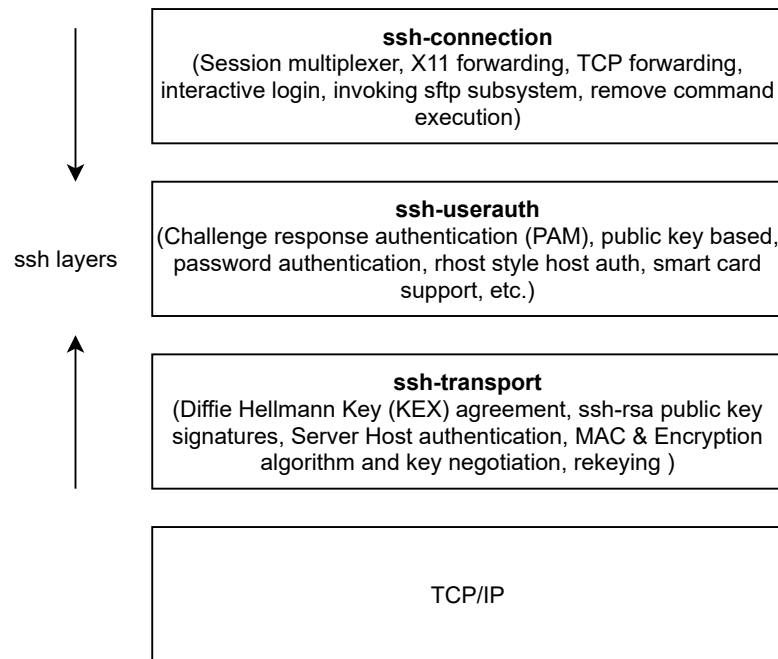 ssh-connection
(Session multiplexer, X11 forwarding, TCP forwarding,
interactive login, invoking sftp subsystem, remove command
execution)
ssh-userauth
(Challenge response authentication (PAM), public key based,
password authentication, rhost style host auth, smart card
support, etc.)
ssh layers
ssh-transport
(Diffie Hellmann Key (KEX) agreement, ssh-rsa public key
signatures, Server Host authentication, MAC & Encryption
algorithm and key negotiation, rekeying )
TCP/IP